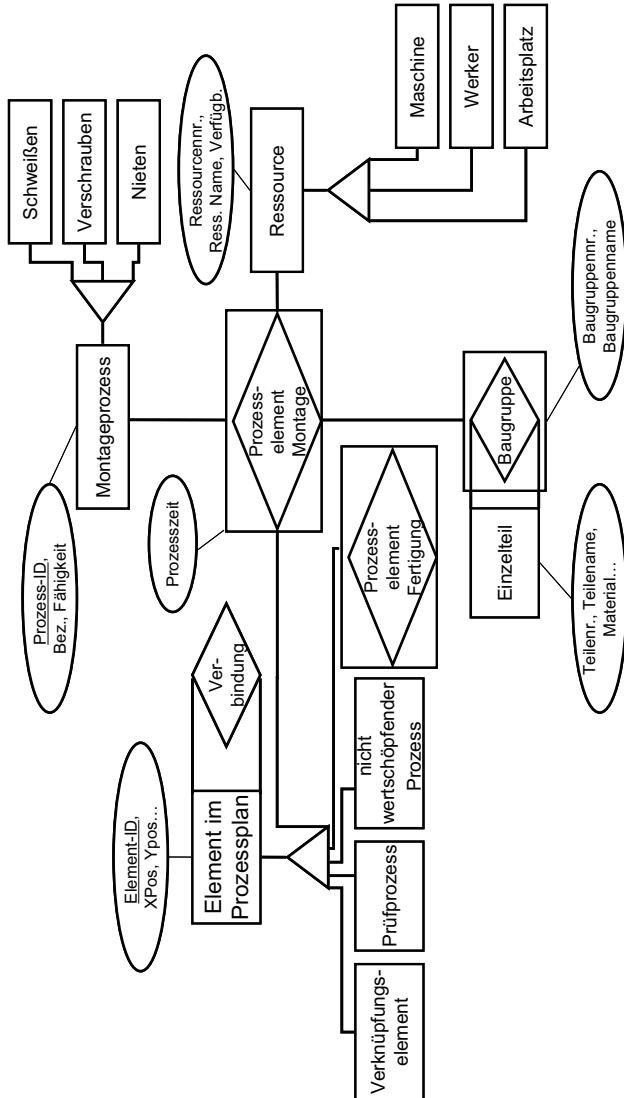 Element-ID,
XPos, Ypos...
Element im
Prozessplan
Ver-
bindung
Verknüpfungs-
element
Prüfprozess
nicht
wertschöpfender
Prozess
Prozess-
element
Fertigung
Prozess-ID,
Bez., Fähigkeit
Montageprozess
Schweißen
Verschrauben
Nieten
Prozesszeit
Prozess-
element
Montage
Ressourcennr.,
Ress. Name, Verfügb.
Ressource
Maschine
Werker
Arbeitsplatz
Einzelteil
Baugruppe
Teilenr., Teilename,
Material...
Baugruppennr.,
Baugruppenname